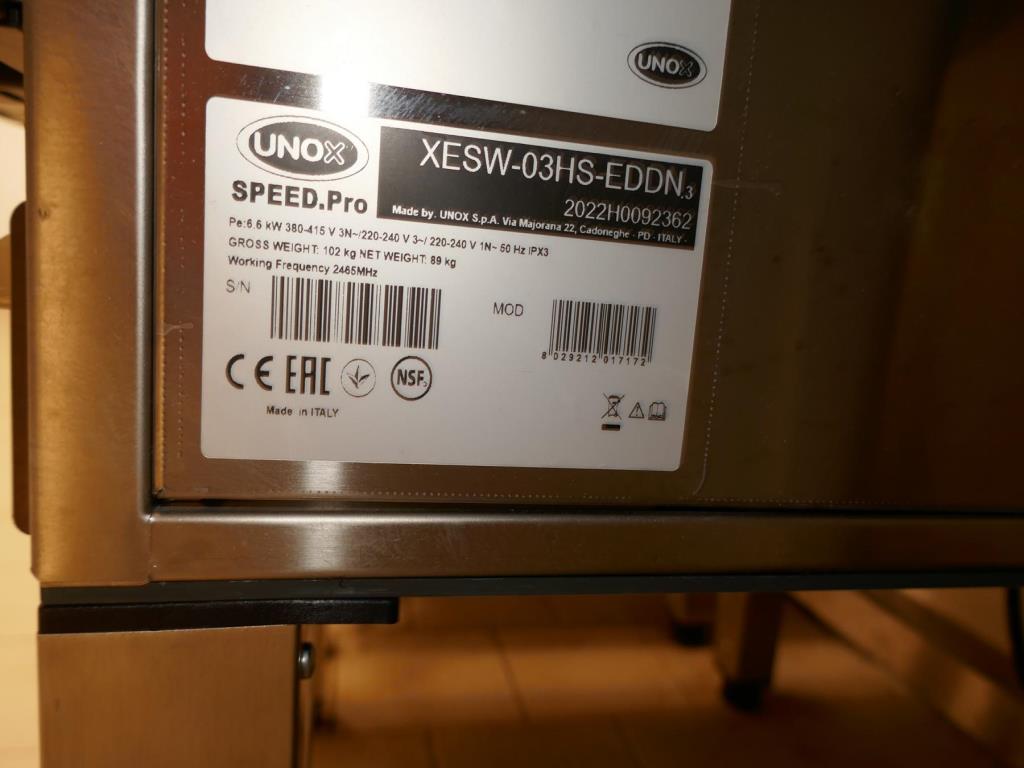 UNOX
UNOX
SPEED.Pro
XESW-03HS-EDDN.3
2022H0092362
Made by. UNOX S.p.A. Via Majorana 22, Cadoneghe - PD - ITALY -
Pe:6.6 kW 380-415 V 3N~/220-240 V 3~/ 220-240 V 1N~ 50 Hz IPX3
GROSS WEIGHT: 102 kg NET WEIGHT: 89 kg
Working Frequency 2465MHz
S/N
MOD
8 029212 017172
CE EAC
NSF
Made in ITALY